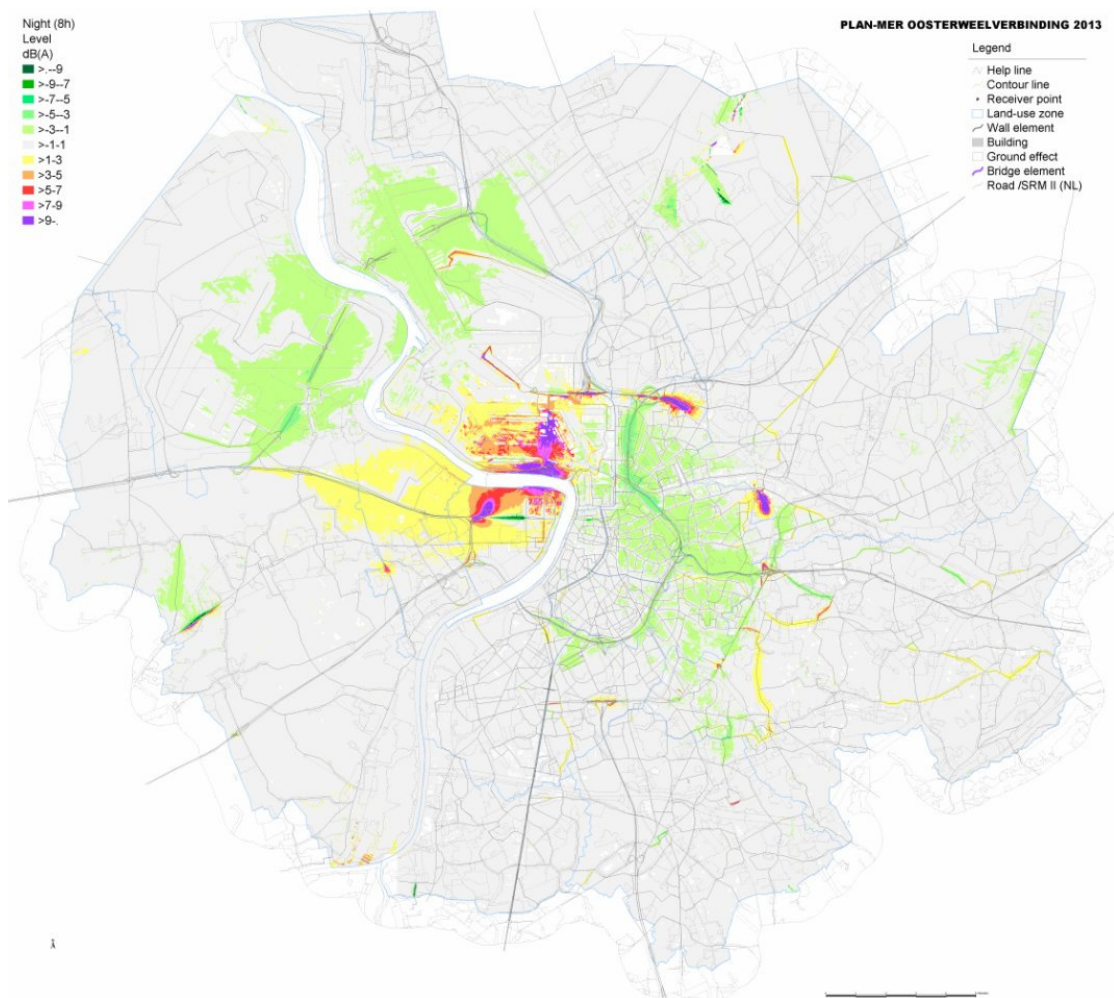 Night (8h)
Level
dB(A)
>.--9
>-9--7
>-7--5
>-5--3
>-3--1
>-1-1
>1-3
>3-5
>5-7
>7-9
>9-.
PLAN-MER OOSTERWEELVERBINDING 2013
Legend
Help line
Contour line
Receiver point
Land-use zone
Wall element
Building
Ground effect
Bridge element
Road /SRM II (NL)